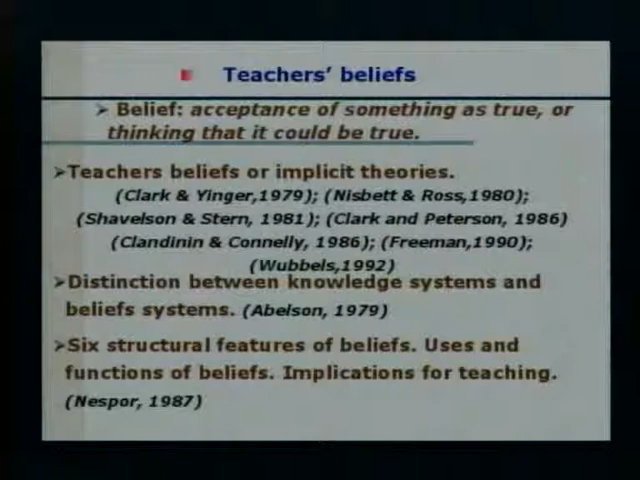 Teachers’ beliefs
Belief: acceptance of something as true, or
thinking that it could be true.
Teachers beliefs or implicit theories.
(Clark & Yinger,1979); (Nisbett & Ross,1980);
(Shavelson & Stern, 1981); (Clark and Peterson, 1986)
(Clandinin & Connelly, 1986); (Freeman,1990);
(Wubbels,1992)
Distinction between knowledge systems and
beliefs systems. (Abelson, 1979)
Six structural features of beliefs. Uses and
functions of beliefs. Implications for teaching.
(Nespor, 1987)